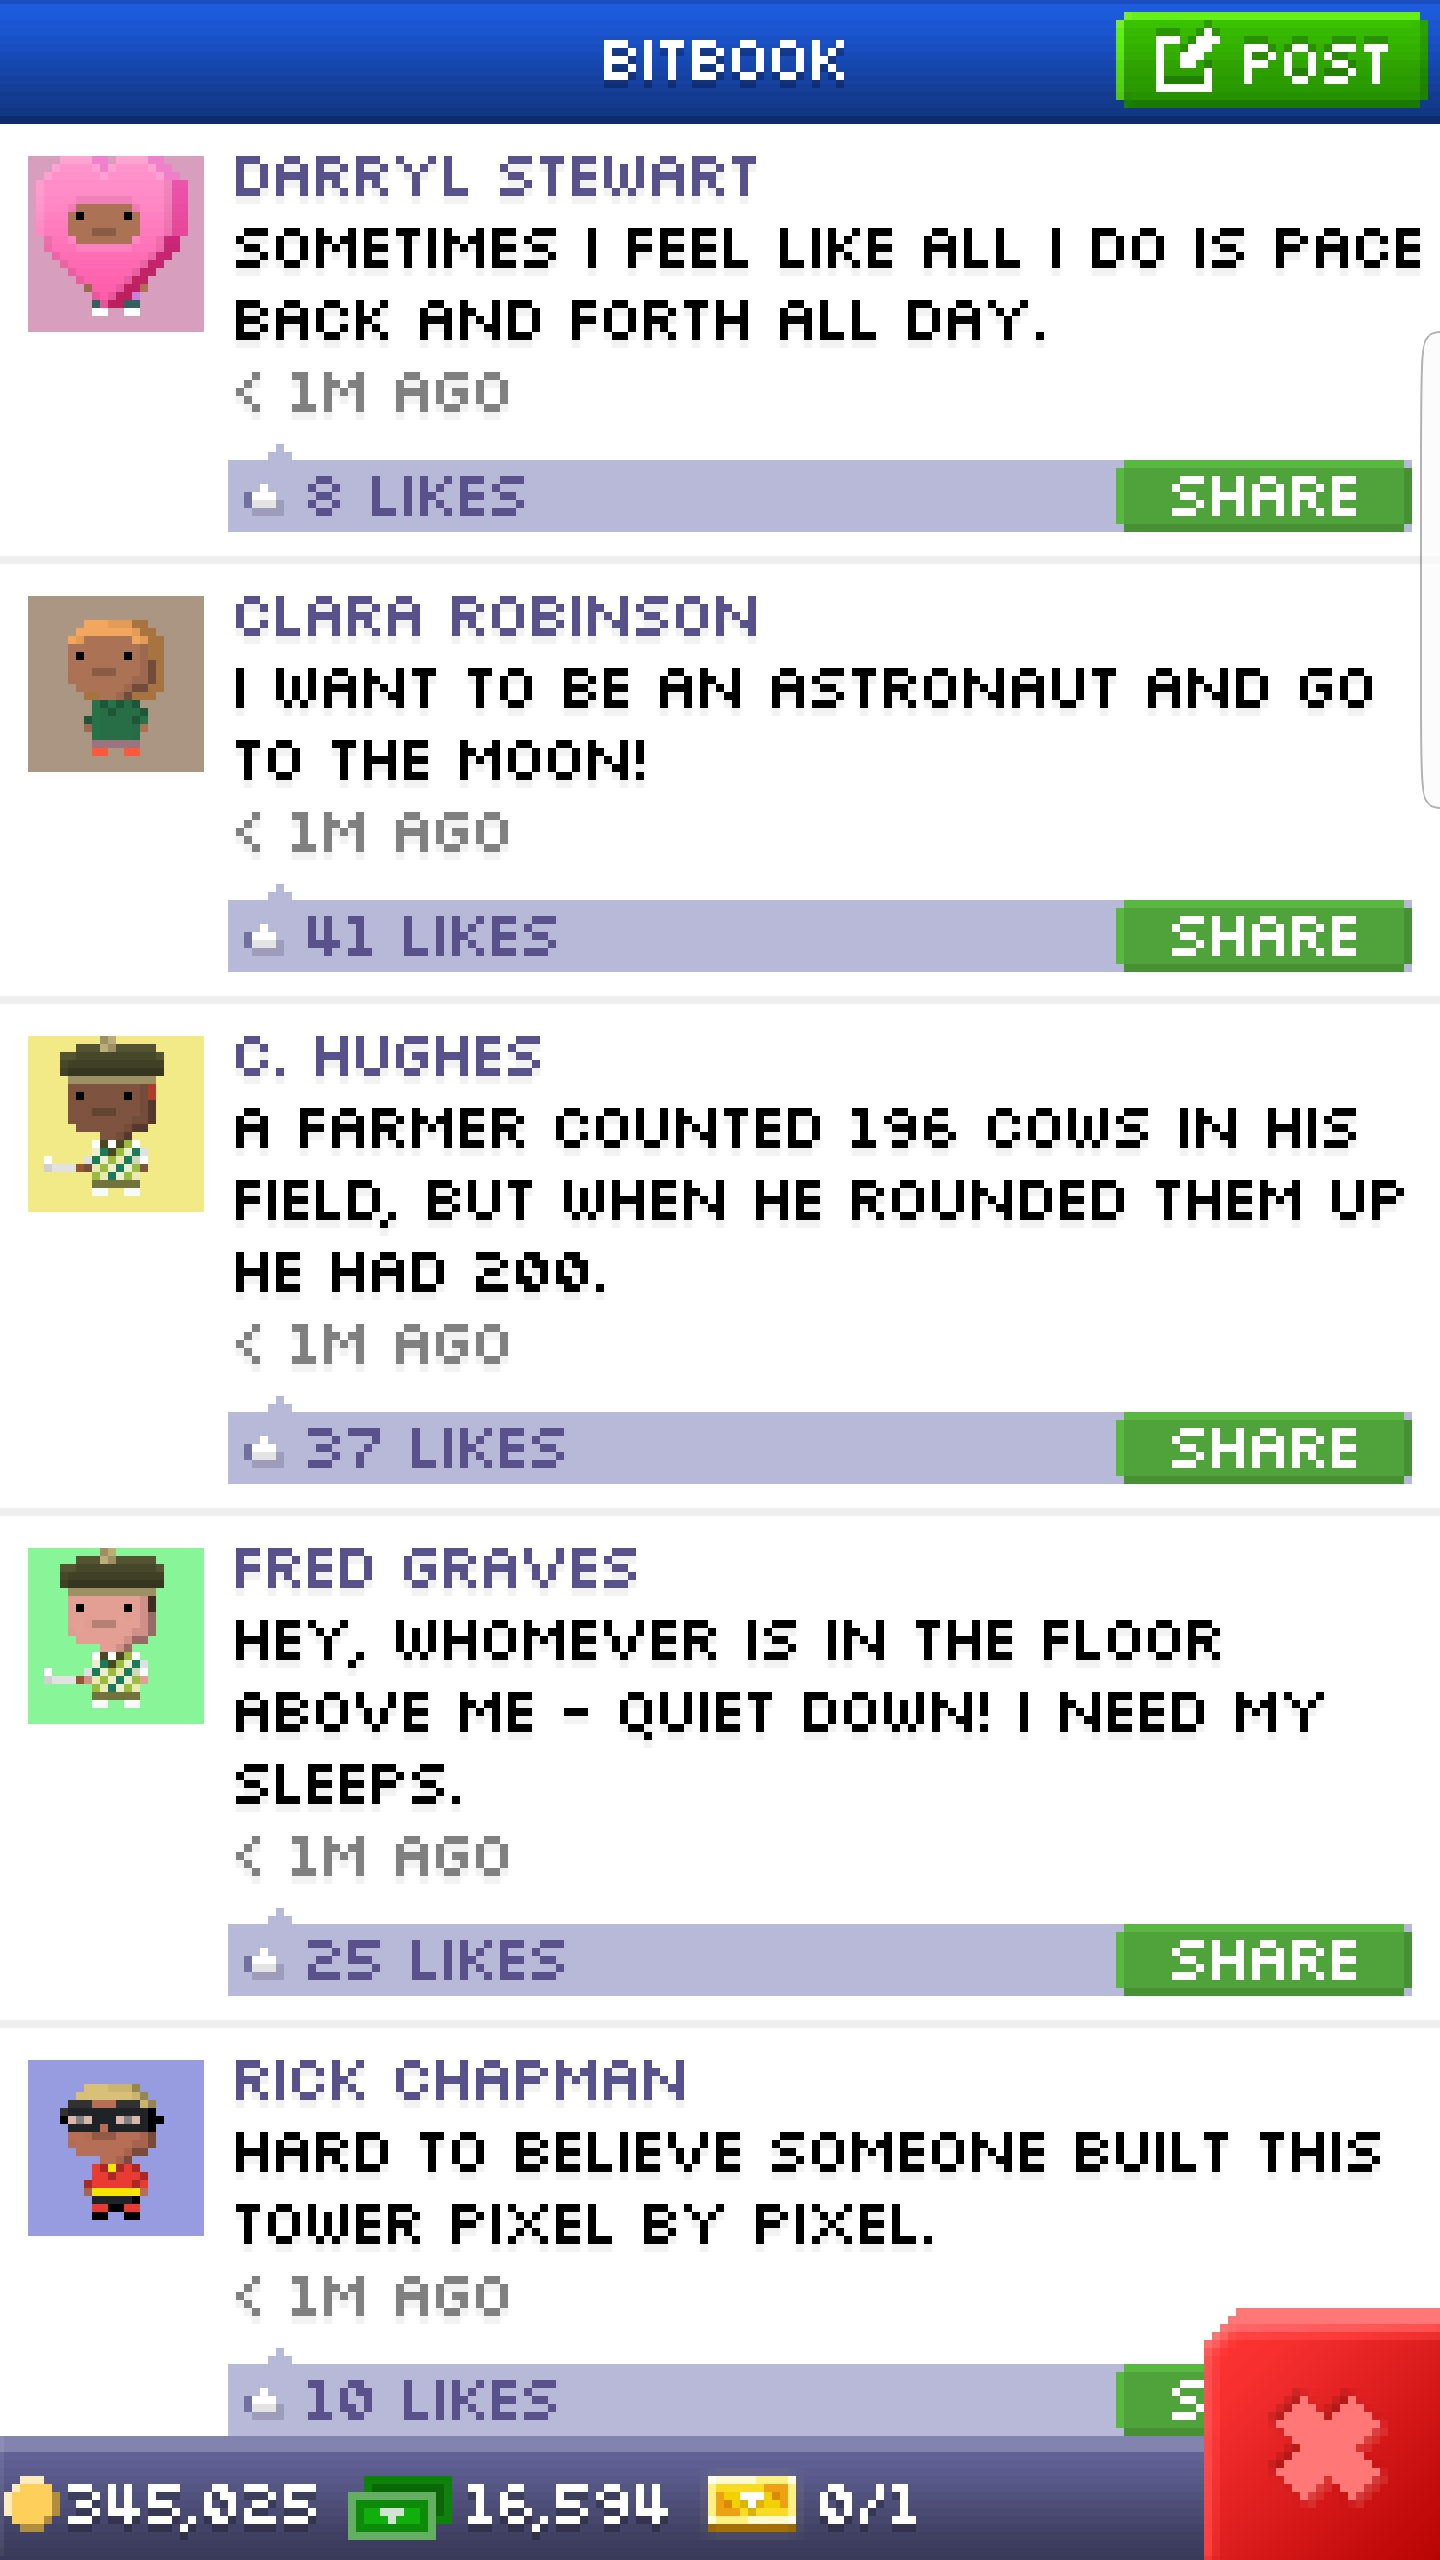 BITBOOK
POST
DARRYL STEWART
SOMETIMES I FEEL LIKE ALL I DO IS PACE
BACK AND FORTH ALL DAY.
< 1M AGO
8 LIKES
SHARE
CLARA ROBINSON
I WANT TO BE AN ASTRONAUT AND GO
TO THE MOON!
< 1M AGO
41 LIKES
SHARE
C. HUGHES
A FARMER COUNTED 196 COWS IN HIS
FIELD, BUT WHEN HE ROUNDED THEM UP
HE HAD 200.
< 1M AGO
37 LIKES
SHARE
FRED GRAVES
HEY, WHOMEVER IS IN THE FLOOR
ABOVE ME - QUIET DOWN! I NEED MY
SLEEPS.
< 1M AGO
25 LIKES
SHARE
RICK CHAPMAN
HARD TO BELIEVE SOMEONE BUILT THIS
TOWER PIXEL BY PIXEL.
< 1M AGO
10 LIKES
S
345,025
16,594
0/1